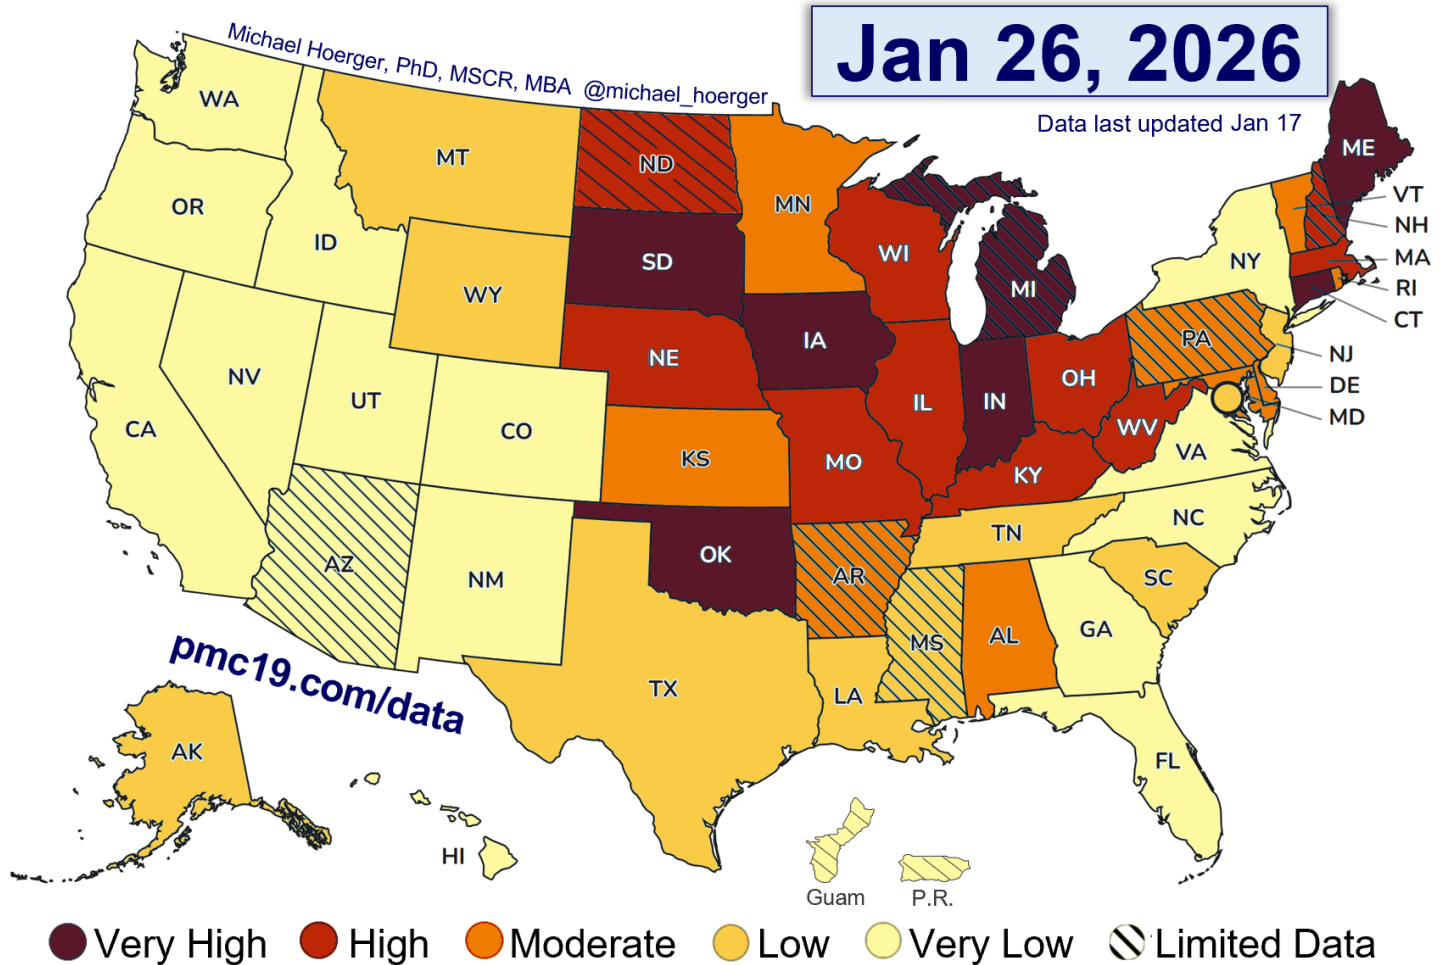 Jan 26, 2026
Michael Hoerger, PhD, MSCR, MBA @michael_hoerger
Data last updated Jan 17
WA
MT
ND
MN
ME
VT
NH
MA
RI
CT
OR
ID
SD
WI
MI
NY
WY
IA
NE
PA
NJ
DE
MD
NV
UT
CO
IL
IN
OH
WV
CA
KS
MO
KY
VA
AZ
NM
OK
AR
TN
NC
SC
MS
AL
GA
TX
LA
FL
pmc19.com/data
AK
HI
Guam
P.R.
Very High
High
Moderate
Low
Very Low
Limited Data